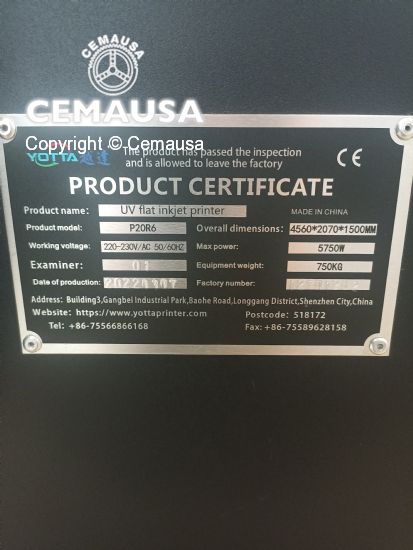 CEMAUSA
CEMAUSA
Copyright © Cemausa
YOTTA 越达 The product has passed the inspection CE
and is allowed to leave the factory
PRODUCT CERTIFICATE
Product name: UV flat inkjet printer MADE IN CHINA
Product model: P20R6 Overall dimensions: 4560*2070*1500MM
Working voltage: 220-230V/AC 50/60HZ Max power: 5750W
Examiner: 01 Equipment weight: 750KG
Date of production: Factory number:
Address: Building3,Gangbei Industrial Park,Baohe Road,Longgang District,Shenzhen City,China
Website: https://www.yottaprinter.com Postcode: 518172
Tel: +86-75566866168 Fax: +86-75589628158